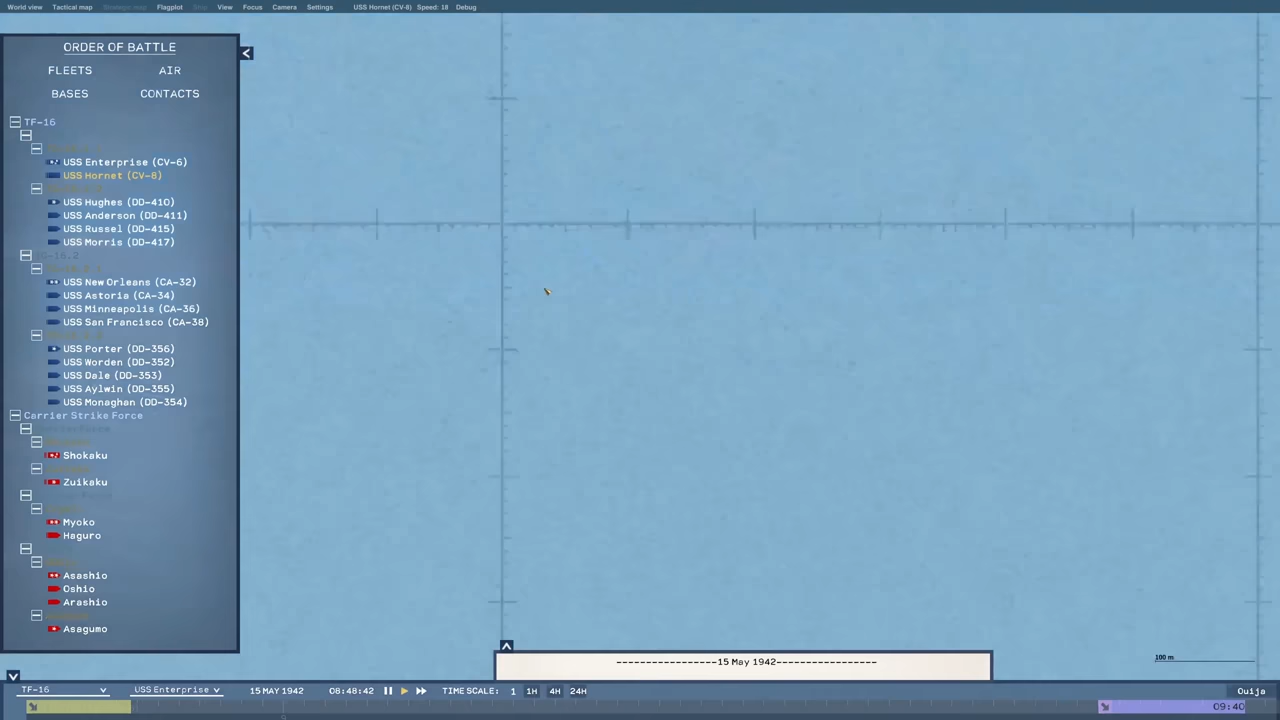 World view Tactical map Strategic map Flagplot Ship View Focus Camera Settings USS Hornet (CV-8) Speed: 18 Debug
ORDER OF BATTLE
FLEETS AIR
BASES CONTACTS
TF-16
USS Enterprise (CV-6)
USS Hornet (CV-8)
USS Hughes (DD-410)
USS Anderson (DD-411)
USS Russel (DD-415)
USS Morris (DD-417)
USS New Orleans (CA-32)
USS Astoria (CA-34)
USS Minneapolis (CA-36)
USS San Francisco (CA-38)
USS Porter (DD-356)
USS Worden (DD-352)
USS Dale (DD-353)
USS Aylwin (DD-355)
USS Monaghan (DD-354)
Carrier Strike Force
Shokaku
Zuikaku
Myoko
Haguro
Asashio
Oshio
Arashio
Asagumo
-----------------15 May 1942-----------------
100 m
TF-16 USS Enterprise 15 MAY 1942 08:48:42 TIME SCALE: 1 1H 4H 24H Ouija
09:40